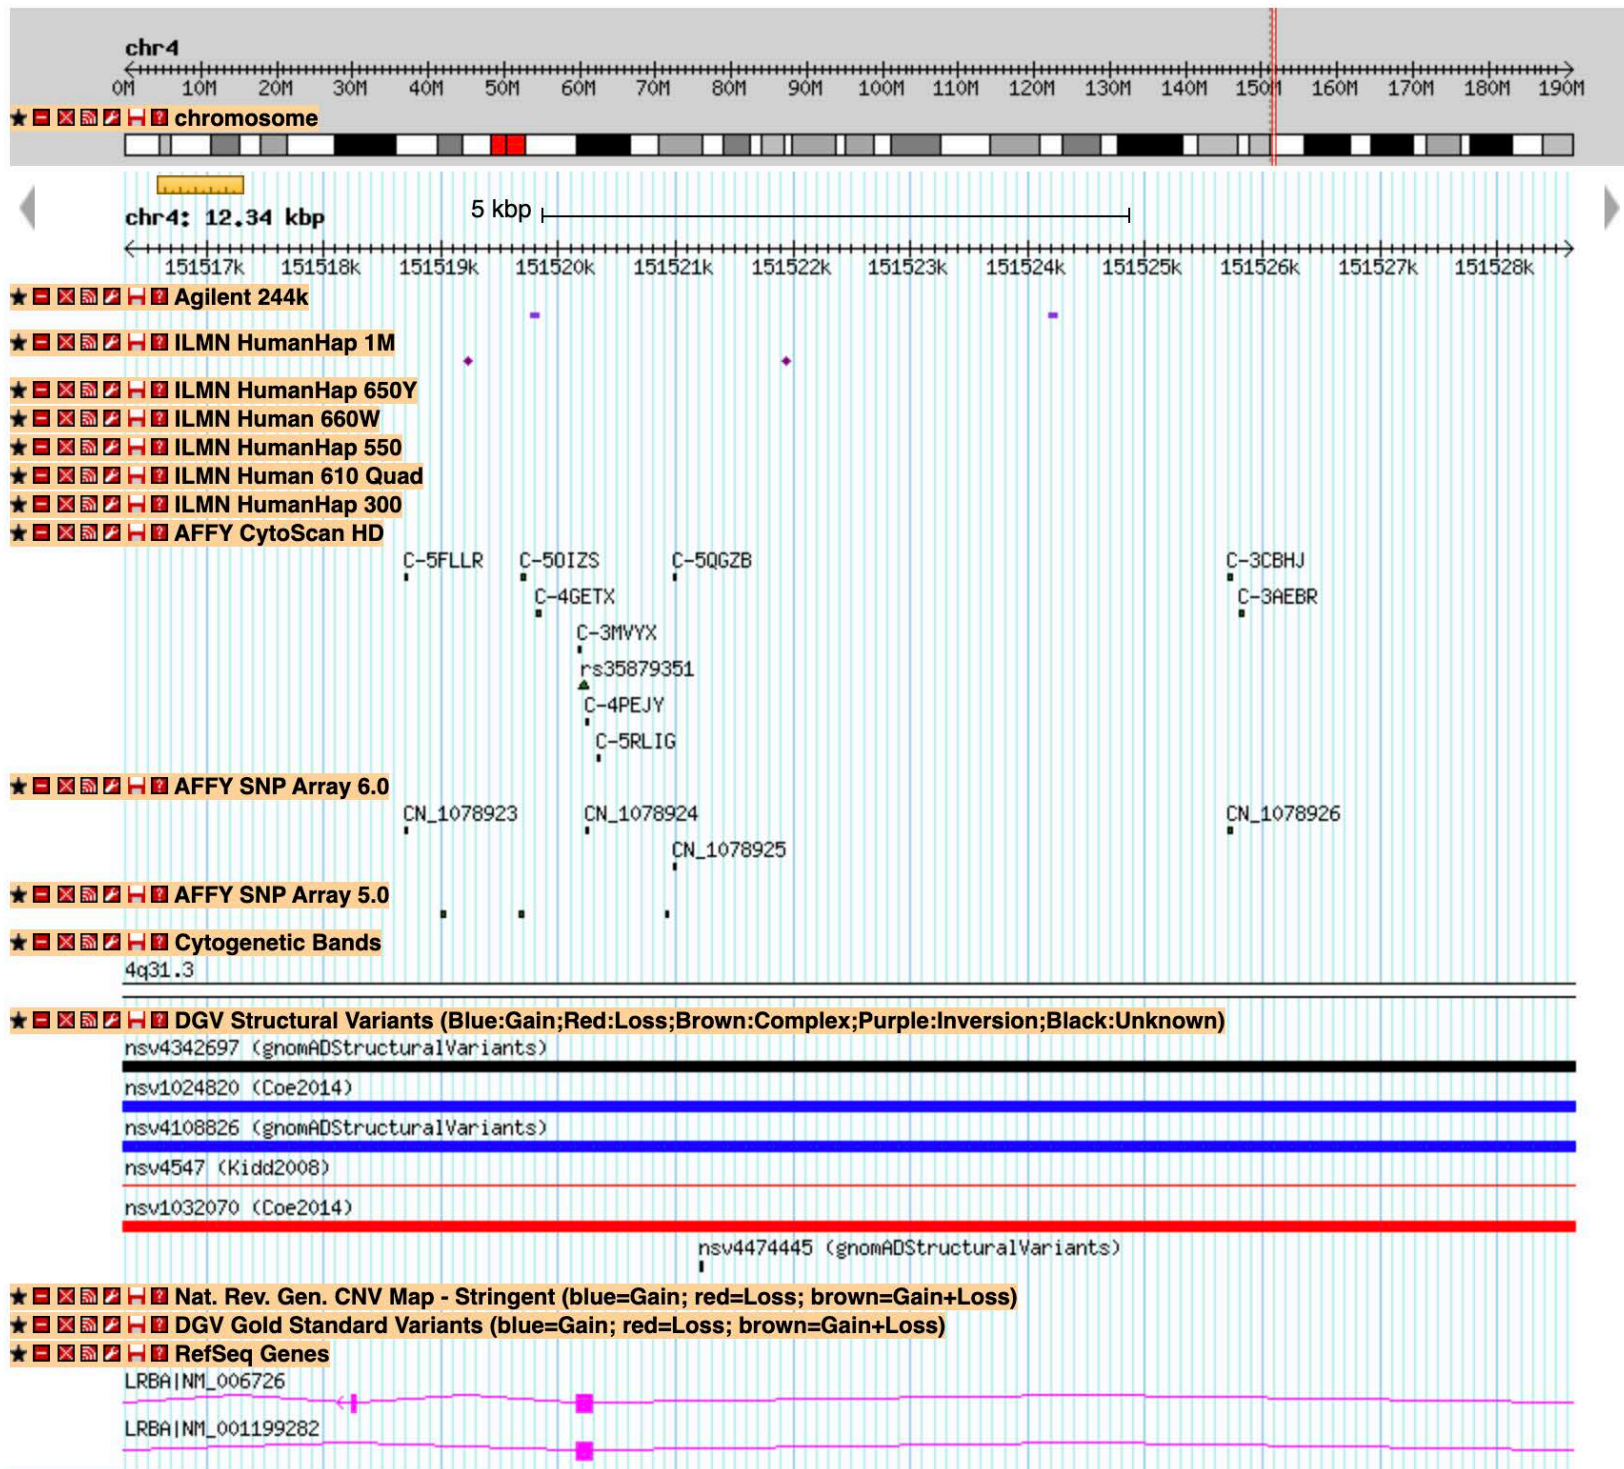 chr4
0M 10M 20M 30M 40M 50M 60M 70M 80M 90M 100M 110M 120M 130M 140M 150M 160M 170M 180M 190M
chromosome
chr4: 12.34 kbp
5 kbp
151517k 151518k 151519k 151520k 151521k 151522k 151523k 151524k 151525k 151526k 151527k 151528k
Agilent 244k
ILMN HumanHap 1M
ILMN HumanHap 650Y
ILMN Human 660W
ILMN HumanHap 550
ILMN Human 610 Quad
ILMN HumanHap 300
AFFY CytoScan HD
C-5FLLR C-5OIZS C-5QGZB C-3CBHJ
C-4GETX C-3AEBR
C-3MVYX
rs35879351
C-4PEJY
C-5RLIG
AFFY SNP Array 6.0
CN_1078923 CN_1078924 CN_1078926
CN_1078925
AFFY SNP Array 5.0
Cytogenetic Bands
4q31.3
DGV Structural Variants (Blue:Gain;Red:Loss;Brown:Complex;Purple:Inversion;Black:Unknown)
nsv4342697 (gnomADStructuralVariants)
nsv1024820 (Coe2014)
nsv4108826 (gnomADStructuralVariants)
nsv4547 (Kidd2008)
nsv1032070 (Coe2014)
nsv4474445 (gnomADStructuralVariants)
Nat. Rev. Gen. CNV Map - Stringent (blue=Gain; red=Loss; brown=Gain+Loss)
DGV Gold Standard Variants (blue=Gain; red=Loss; brown=Gain+Loss)
RefSeq Genes
LRBA|NM_006726
LRBA|NM_001199282